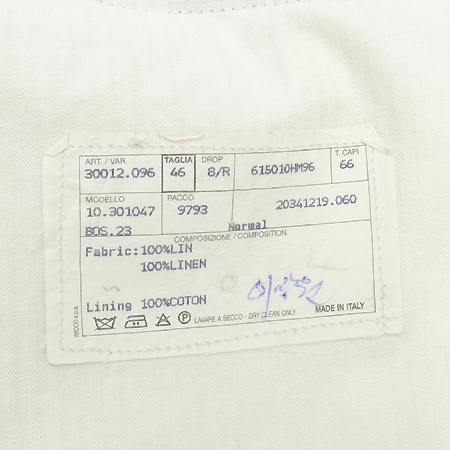 ART./ VAR. TAGLIA DROP T. CAPI
30012.096 46 8/R 615010HM96 66
MODELLO PACCO
10.301047 9793 20341219.060
BOS.23 Normal
COMPOSIZIONE / COMPOSITION
Fabric:100%LIN
100%LINEN
Lining 100%COTON
P LAVARE A SECCO - DRY CLEAN ONLY MADE IN ITALY